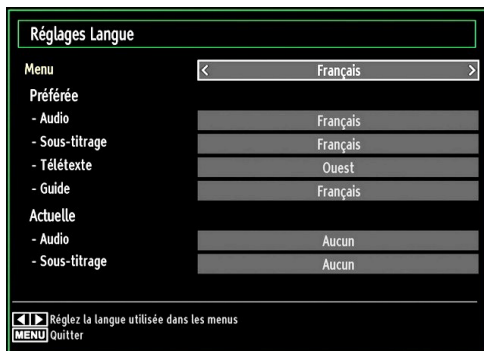 Réglages Langue
Menu < Français >
Préférée
- Audio Français
- Sous-titrage Français
- Télétexte Ouest
- Guide Français
Actuelle
- Audio Aucun
- Sous-titrage Aucun
Réglez la langue utilisée dans les menus
MENU Quitter